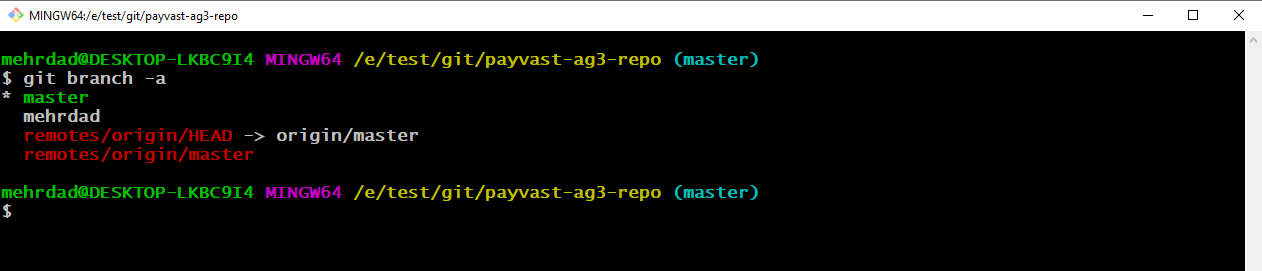 MINGW64:/e/test/git/payvast-ag3-repo
mehrdad@DESKTOP-LKBC9I4 MINGW64 /e/test/git/payvast-ag3-repo (master)
$ git branch -a
* master
  mehrdad
  remotes/origin/HEAD -> origin/master
  remotes/origin/master
mehrdad@DESKTOP-LKBC9I4 MINGW64 /e/test/git/payvast-ag3-repo (master)
$